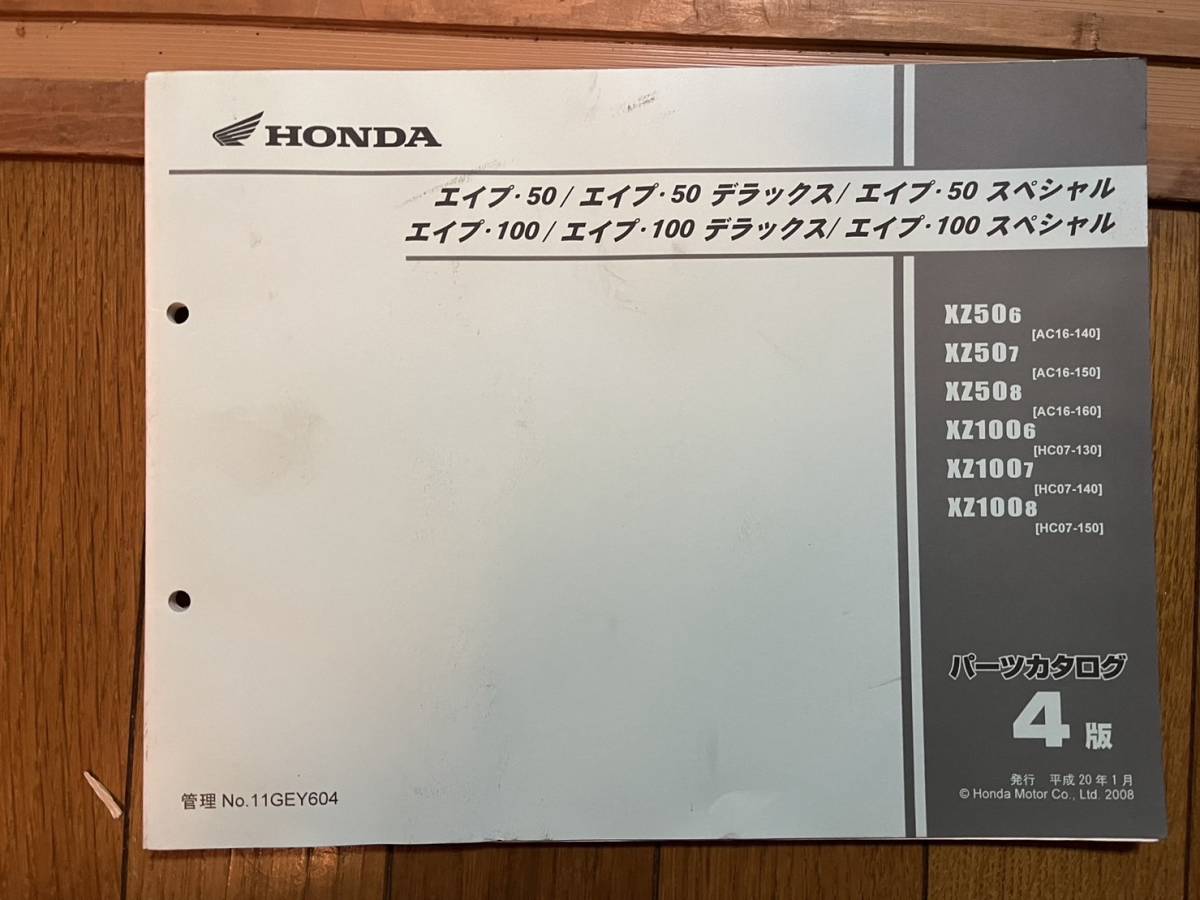 HONDA
エイプ・50 / エイプ・50 デラックス / エイプ・50 スペシャル
エイプ・100 / エイプ・100 デラックス / エイプ・100 スペシャル
XZ506
[AC16-140]
XZ507
[AC16-150]
XZ508
[AC16-160]
XZ1006
[HC07-130]
XZ1007
[HC07-140]
XZ1008
[HC07-150]
パーツカタログ
4 版
発行 平成 20 年 1 月
© Honda Motor Co., Ltd. 2008
管理 No.11GEY604